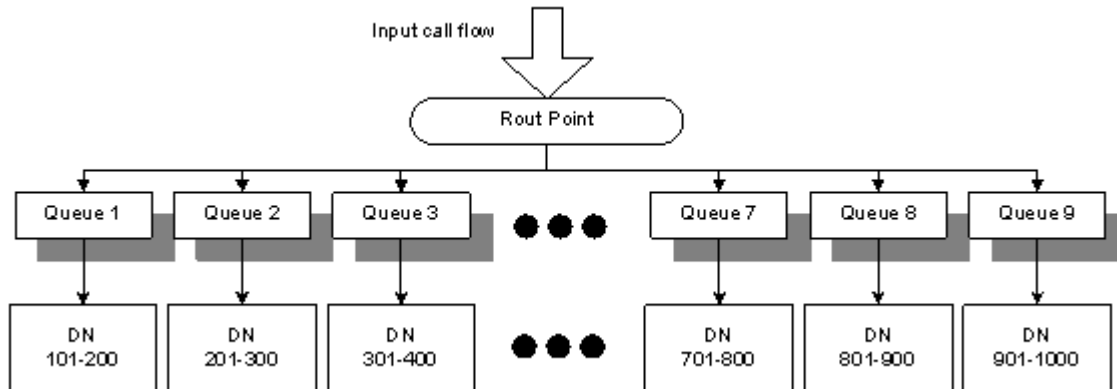 Input call flow
Rout Point
Queue 1
Queue 2
Queue 3
Queue 7
Queue 8
Queue 9
DN
101-200
DN
201-300
DN
301-400
DN
701-800
DN
801-900
DN
901-1000